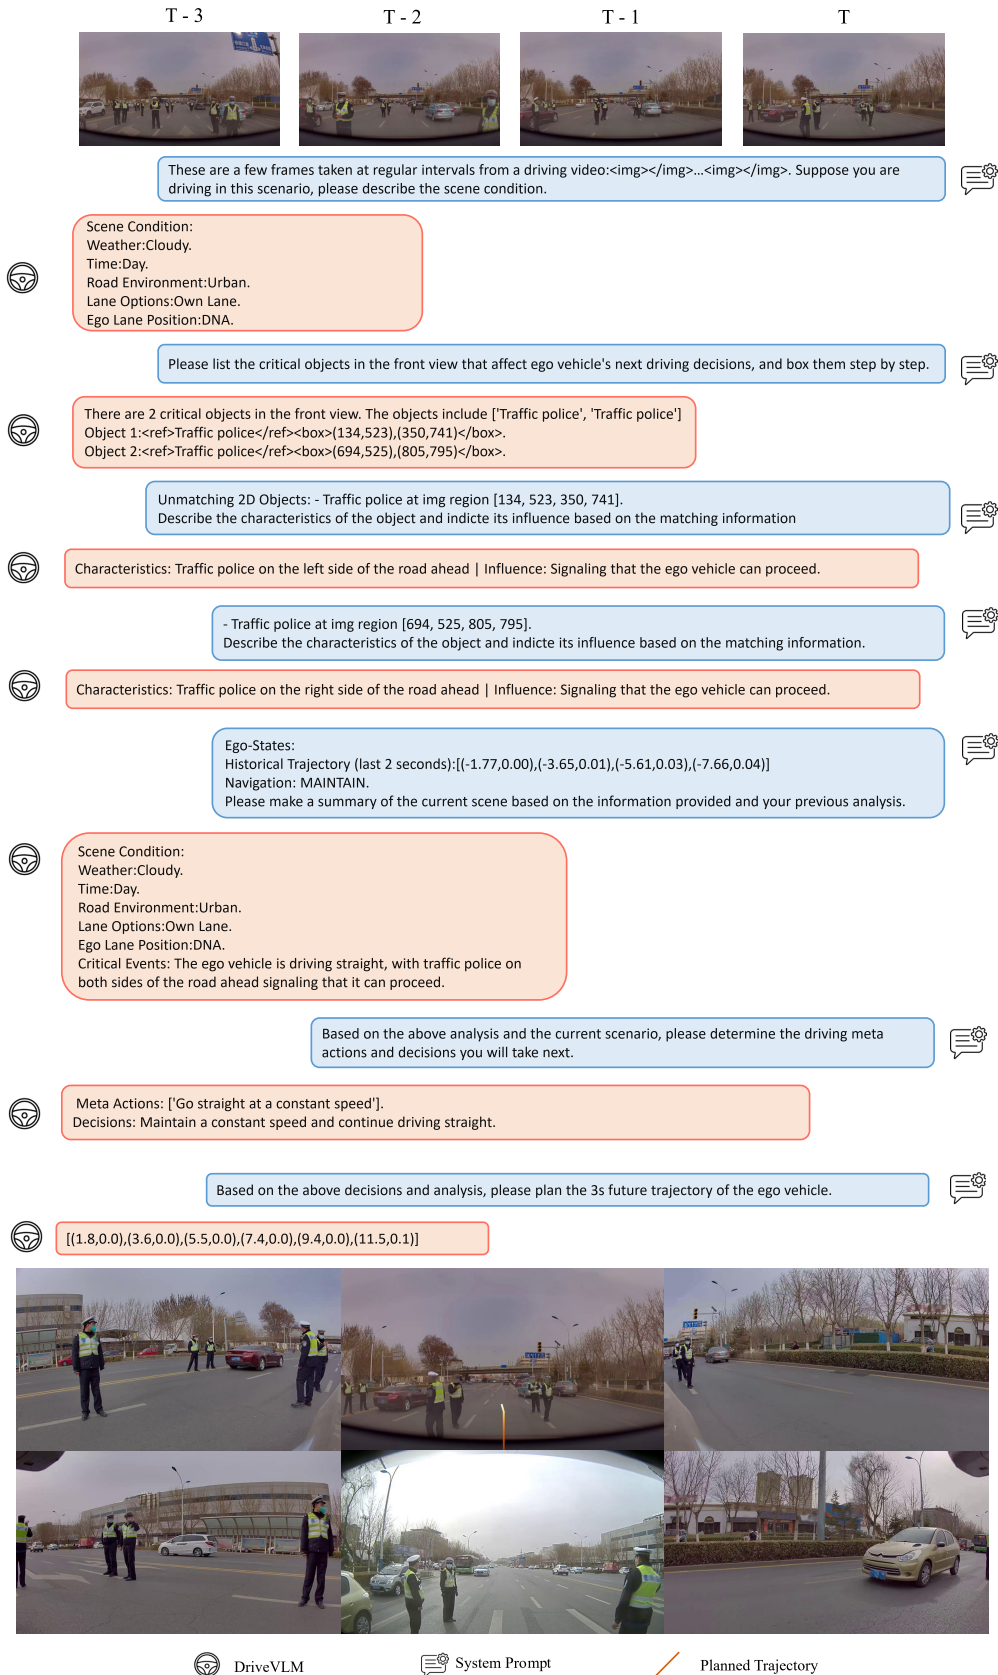 T - 3
T - 2
T - 1
T
These are a few frames taken at regular intervals from a driving video:<img></img>...<img></img>. Suppose you are
driving in this scenario, please describe the scene condition.
Scene Condition:
Weather:Cloudy.
Time:Day.
Road Environment:Urban.
Lane Options:Own Lane.
Ego Lane Position:DNA.
Please list the critical objects in the front view that affect ego vehicle's next driving decisions, and box them step by step.
There are 2 critical objects in the front view. The objects include ['Traffic police', 'Traffic police']
Object 1:<ref>Traffic police</ref><box>(134,523),(350,741)</box>.
Object 2:<ref>Traffic police</ref><box>(694,525),(805,795)</box>.
Unmatching 2D Objects: - Traffic police at img region [134, 523, 350, 741].
Describe the characteristics of the object and indicte its influence based on the matching information
Characteristics: Traffic police on the left side of the road ahead | Influence: Signaling that the ego vehicle can proceed.
- Traffic police at img region [694, 525, 805, 795].
Describe the characteristics of the object and indicte its influence based on the matching information.
Characteristics: Traffic police on the right side of the road ahead | Influence: Signaling that the ego vehicle can proceed.
Ego-States:
Historical Trajectory (last 2 seconds):[(-1.77,0.00),(-3.65,0.01),(-5.61,0.03),(-7.66,0.04)]
Navigation: MAINTAIN.
Please make a summary of the current scene based on the information provided and your previous analysis.
Scene Condition:
Weather:Cloudy.
Time:Day.
Road Environment:Urban.
Lane Options:Own Lane.
Ego Lane Position:DNA.
Critical Events: The ego vehicle is driving straight, with traffic police on
both sides of the road ahead signaling that it can proceed.
Based on the above analysis and the current scenario, please determine the driving meta
actions and decisions you will take next.
Meta Actions: ['Go straight at a constant speed'].
Decisions: Maintain a constant speed and continue driving straight.
Based on the above decisions and analysis, please plan the 3s future trajectory of the ego vehicle.
[(1.8,0.0),(3.6,0.0),(5.5,0.0),(7.4,0.0),(9.4,0.0),(11.5,0.1)]
DriveVLM
System Prompt
Planned Trajectory